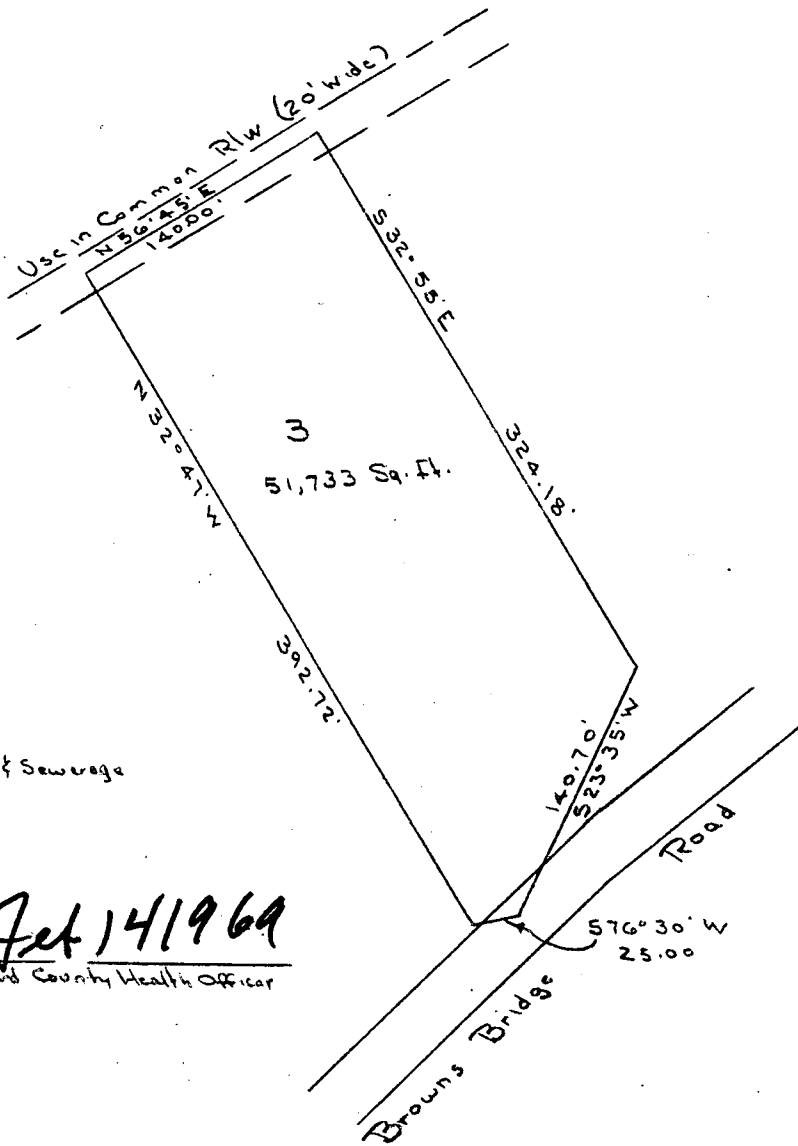 Use in Common R/W (20' wide)
N 56° 45' E
140.00'
S 32° 55' E
324.18'
N 32° 47' W
392.72'
3
51,733 Sq. Ft.
& Sewerage
140.70'
S 23° 35' W
Road
S 76° 30' W
25.00
Feb 14 1969
County Health Officer
Browns Bridge